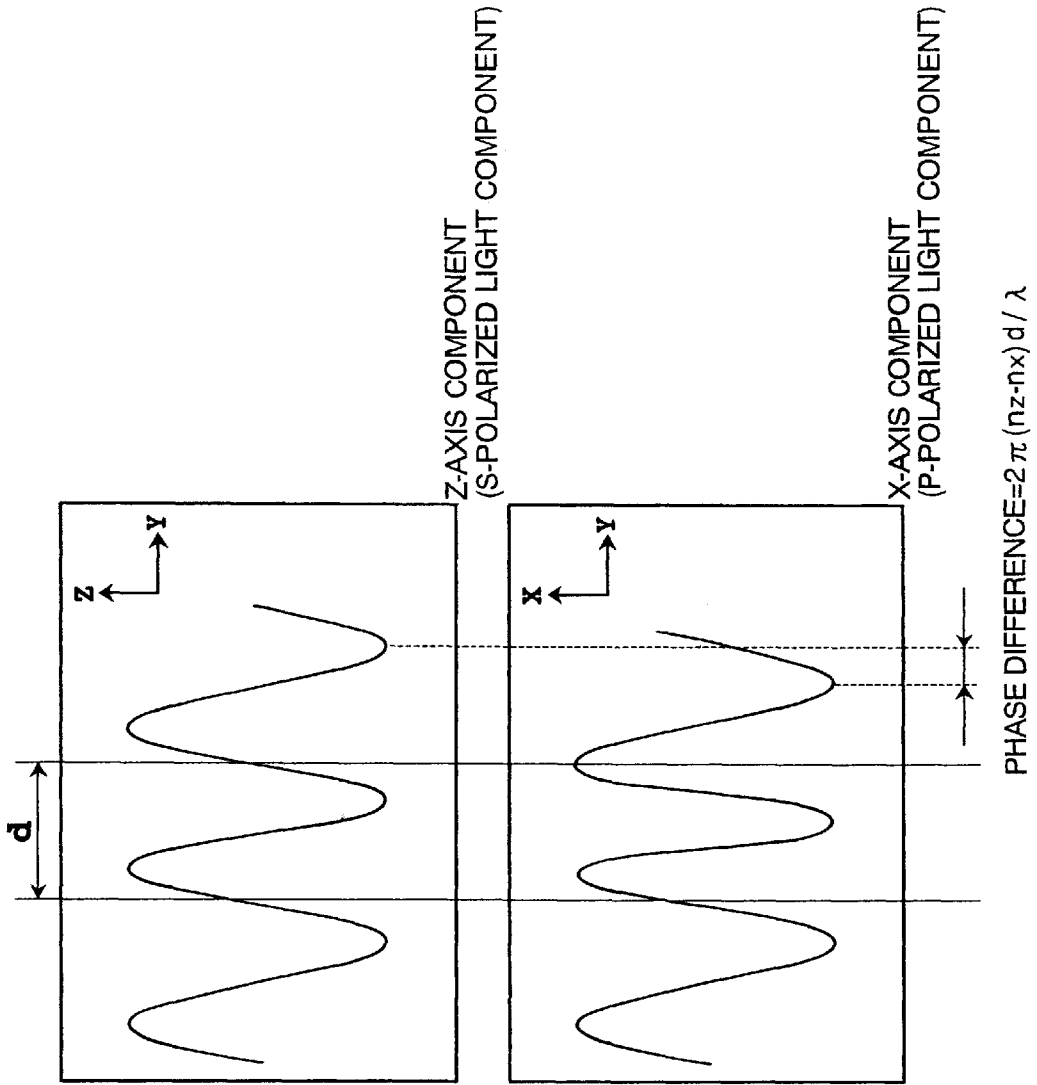 d
Z
Y
Z-AXIS COMPONENT
(S-POLARIZED LIGHT COMPONENT)
X
Y
X-AXIS COMPONENT
(P-POLARIZED LIGHT COMPONENT)
PHASE DIFFERENCE=2π(nz-nx)d/λ